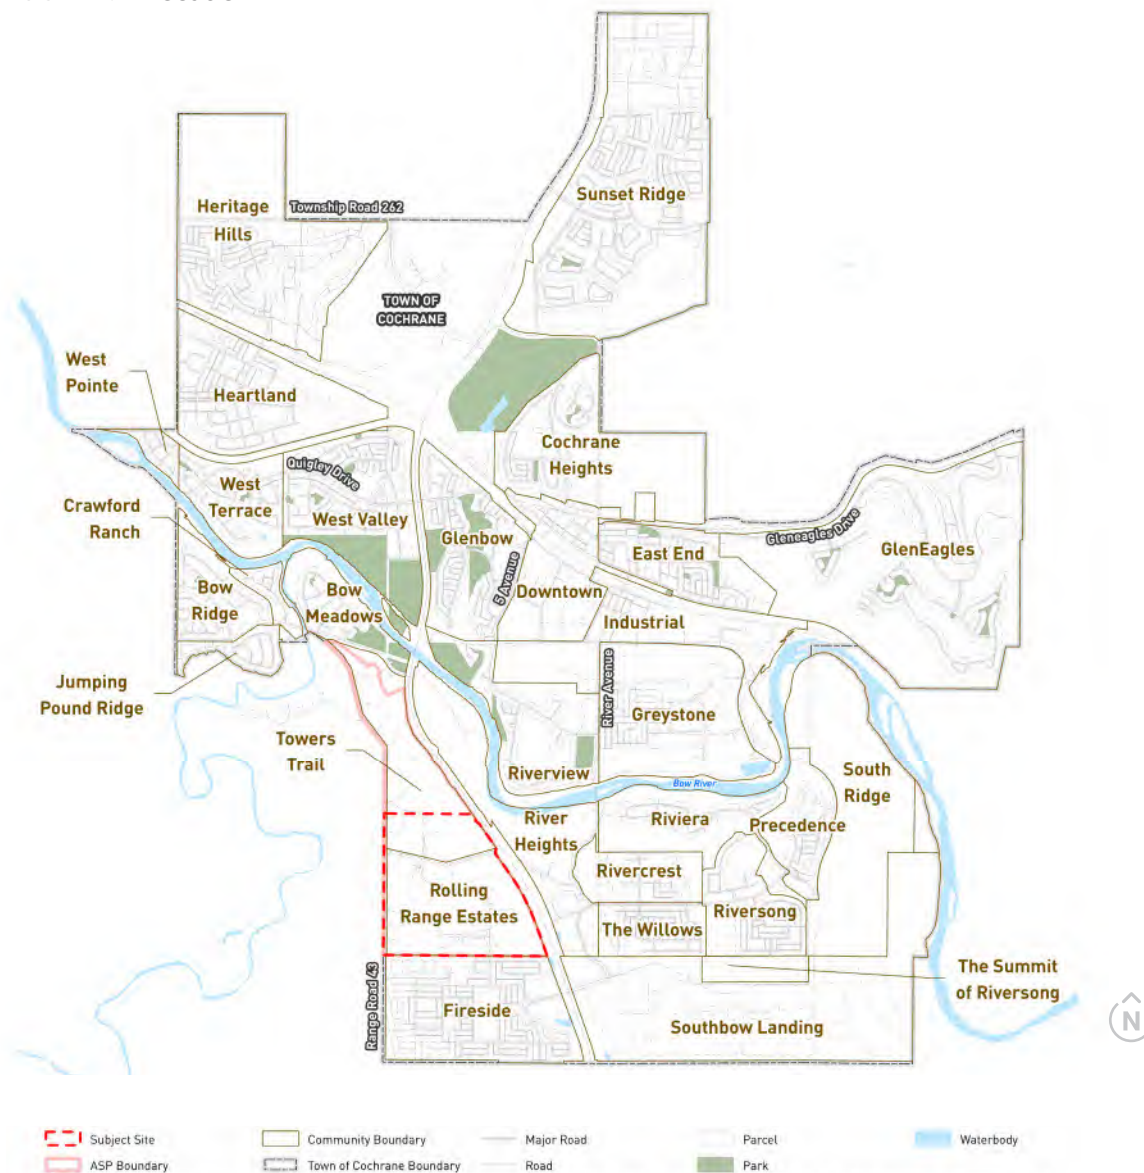 Sunset Ridge
Heritage
Hills
Township Road 262
TOWN OF
COCHRANE
West
Pointe
Heartland
Cochrane
Heights
Quigley Drive
West
Terrace
Crawford
Ranch
West Valley
Glenbow
Gleneagles Drive
East End
GlenEagles
5 Avenue
Downtown
Bow
Ridge
Bow
Meadows
Industrial
Jumping
Pound Ridge
River Avenue
Greystone
Towers
Trail
Riverview
Bow River
South
Ridge
River
Heights
Riviera
Precedence
Rivercrest
Rolling
Range Estates
Riversong
The Willows
The Summit
of Riversong
Range Road 43
Fireside
Southbow Landing
N
Subject Site
Community Boundary
Major Road
Parcel
Waterbody
ASP Boundary
Town of Cochrane Boundary
Road
Park